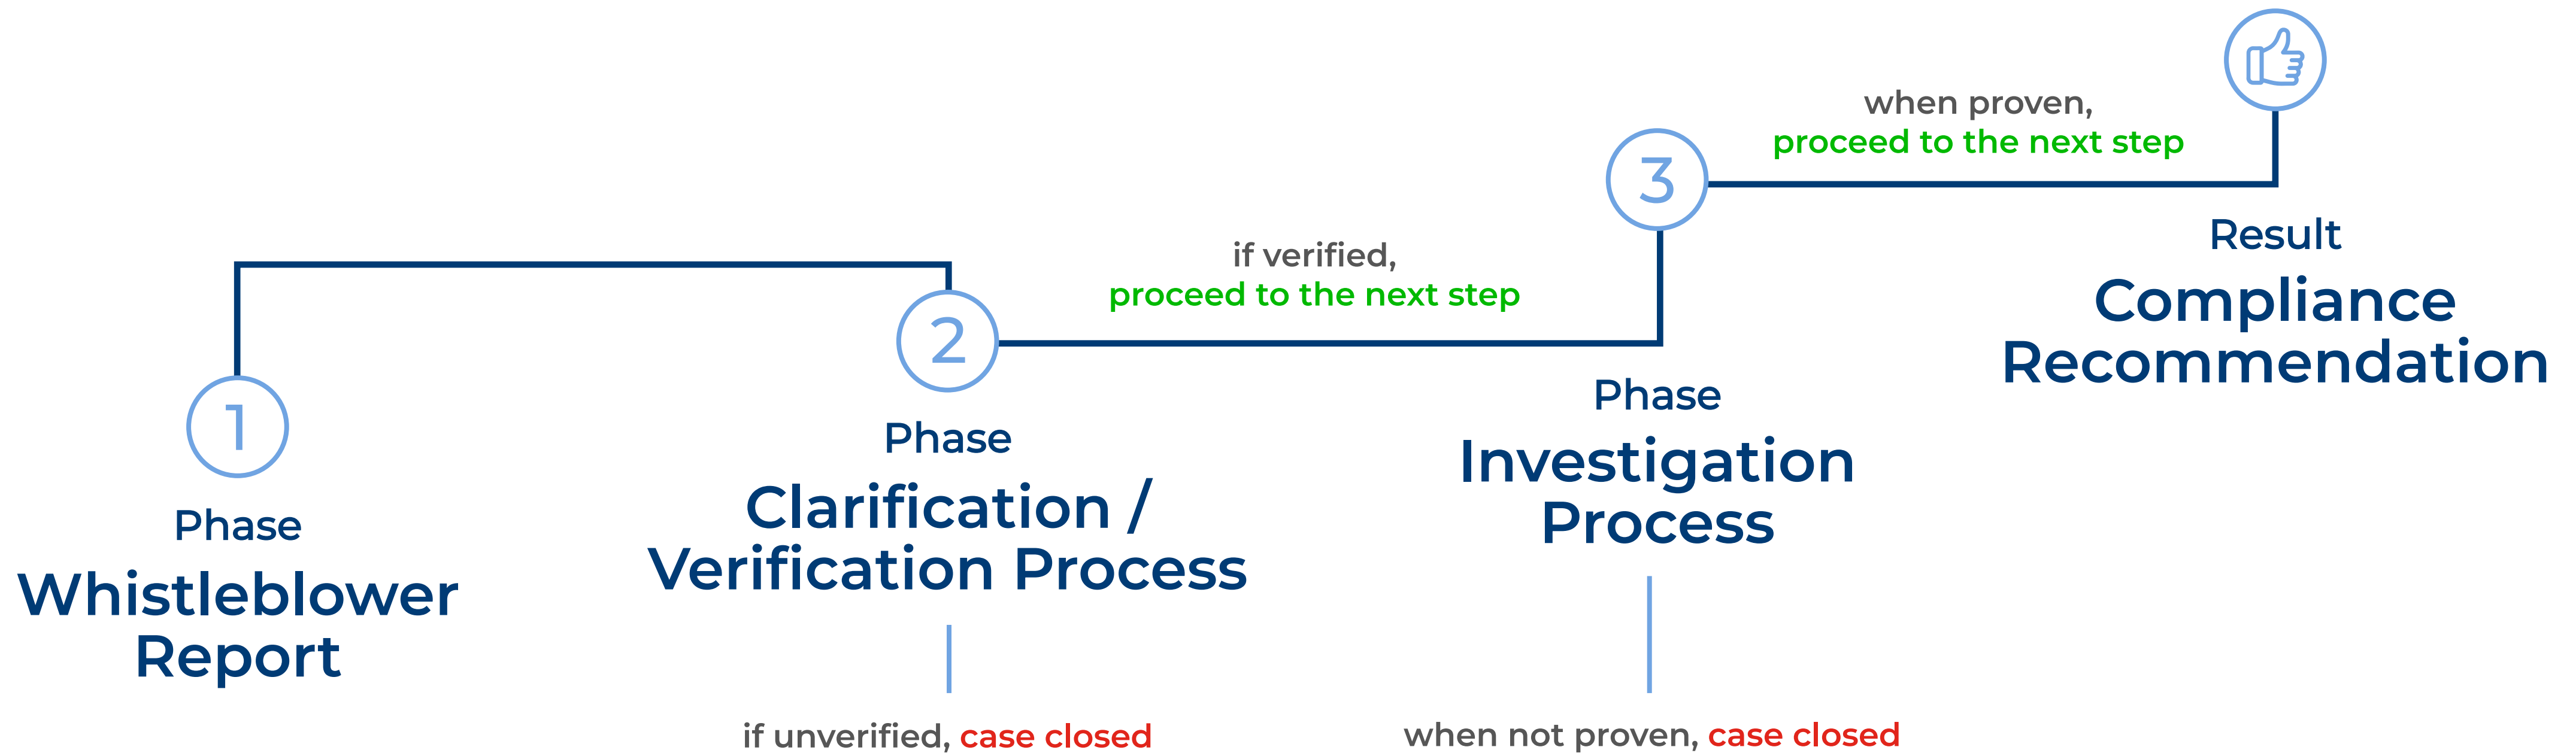 1
Phase
Whistleblower
Report
2
Phase
Clarification /
Verification Process
if unverified, case closed
if verified,
proceed to the next step
3
Phase
Investigation
Process
when not proven, case closed
when proven,
proceed to the next step
Result
Compliance
Recommendation